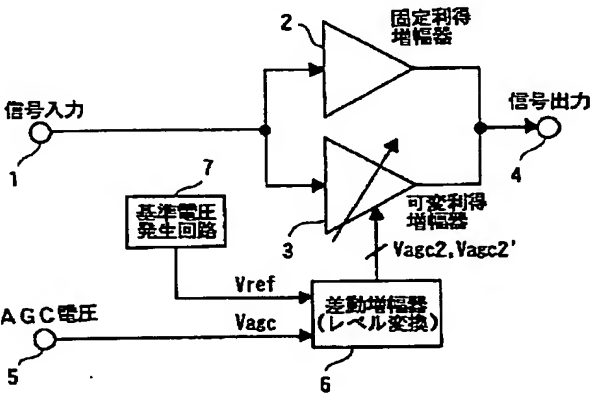 2
固定利得
増幅器
信号入力
1
信号出力
4
7
基準電圧
発生回路
3
可変利得
増幅器
Vagc2,Vagc2'
Vref
AGC電圧
5
Vagc
差動増幅器
(レベル変換)
6